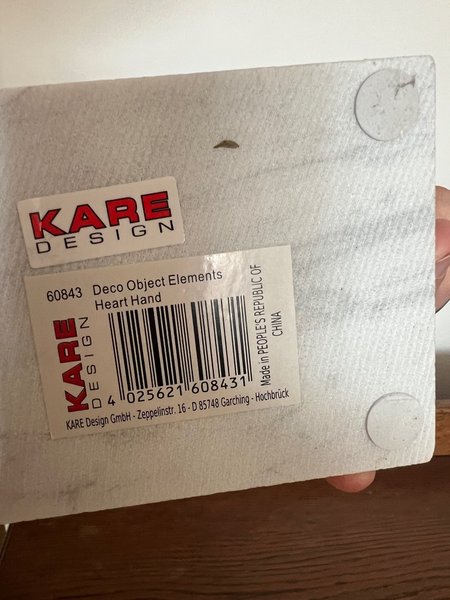 KARE
DESIGN
60843 Deco Object Elements
Heart Hand
KARE
DESIGN
4 025621 608431
Made in PEOPLE'S REPUBLIC OF
CHINA
KARE Design GmbH - Zeppelinstr. 16 - D 85748 Garching - Hochbrück